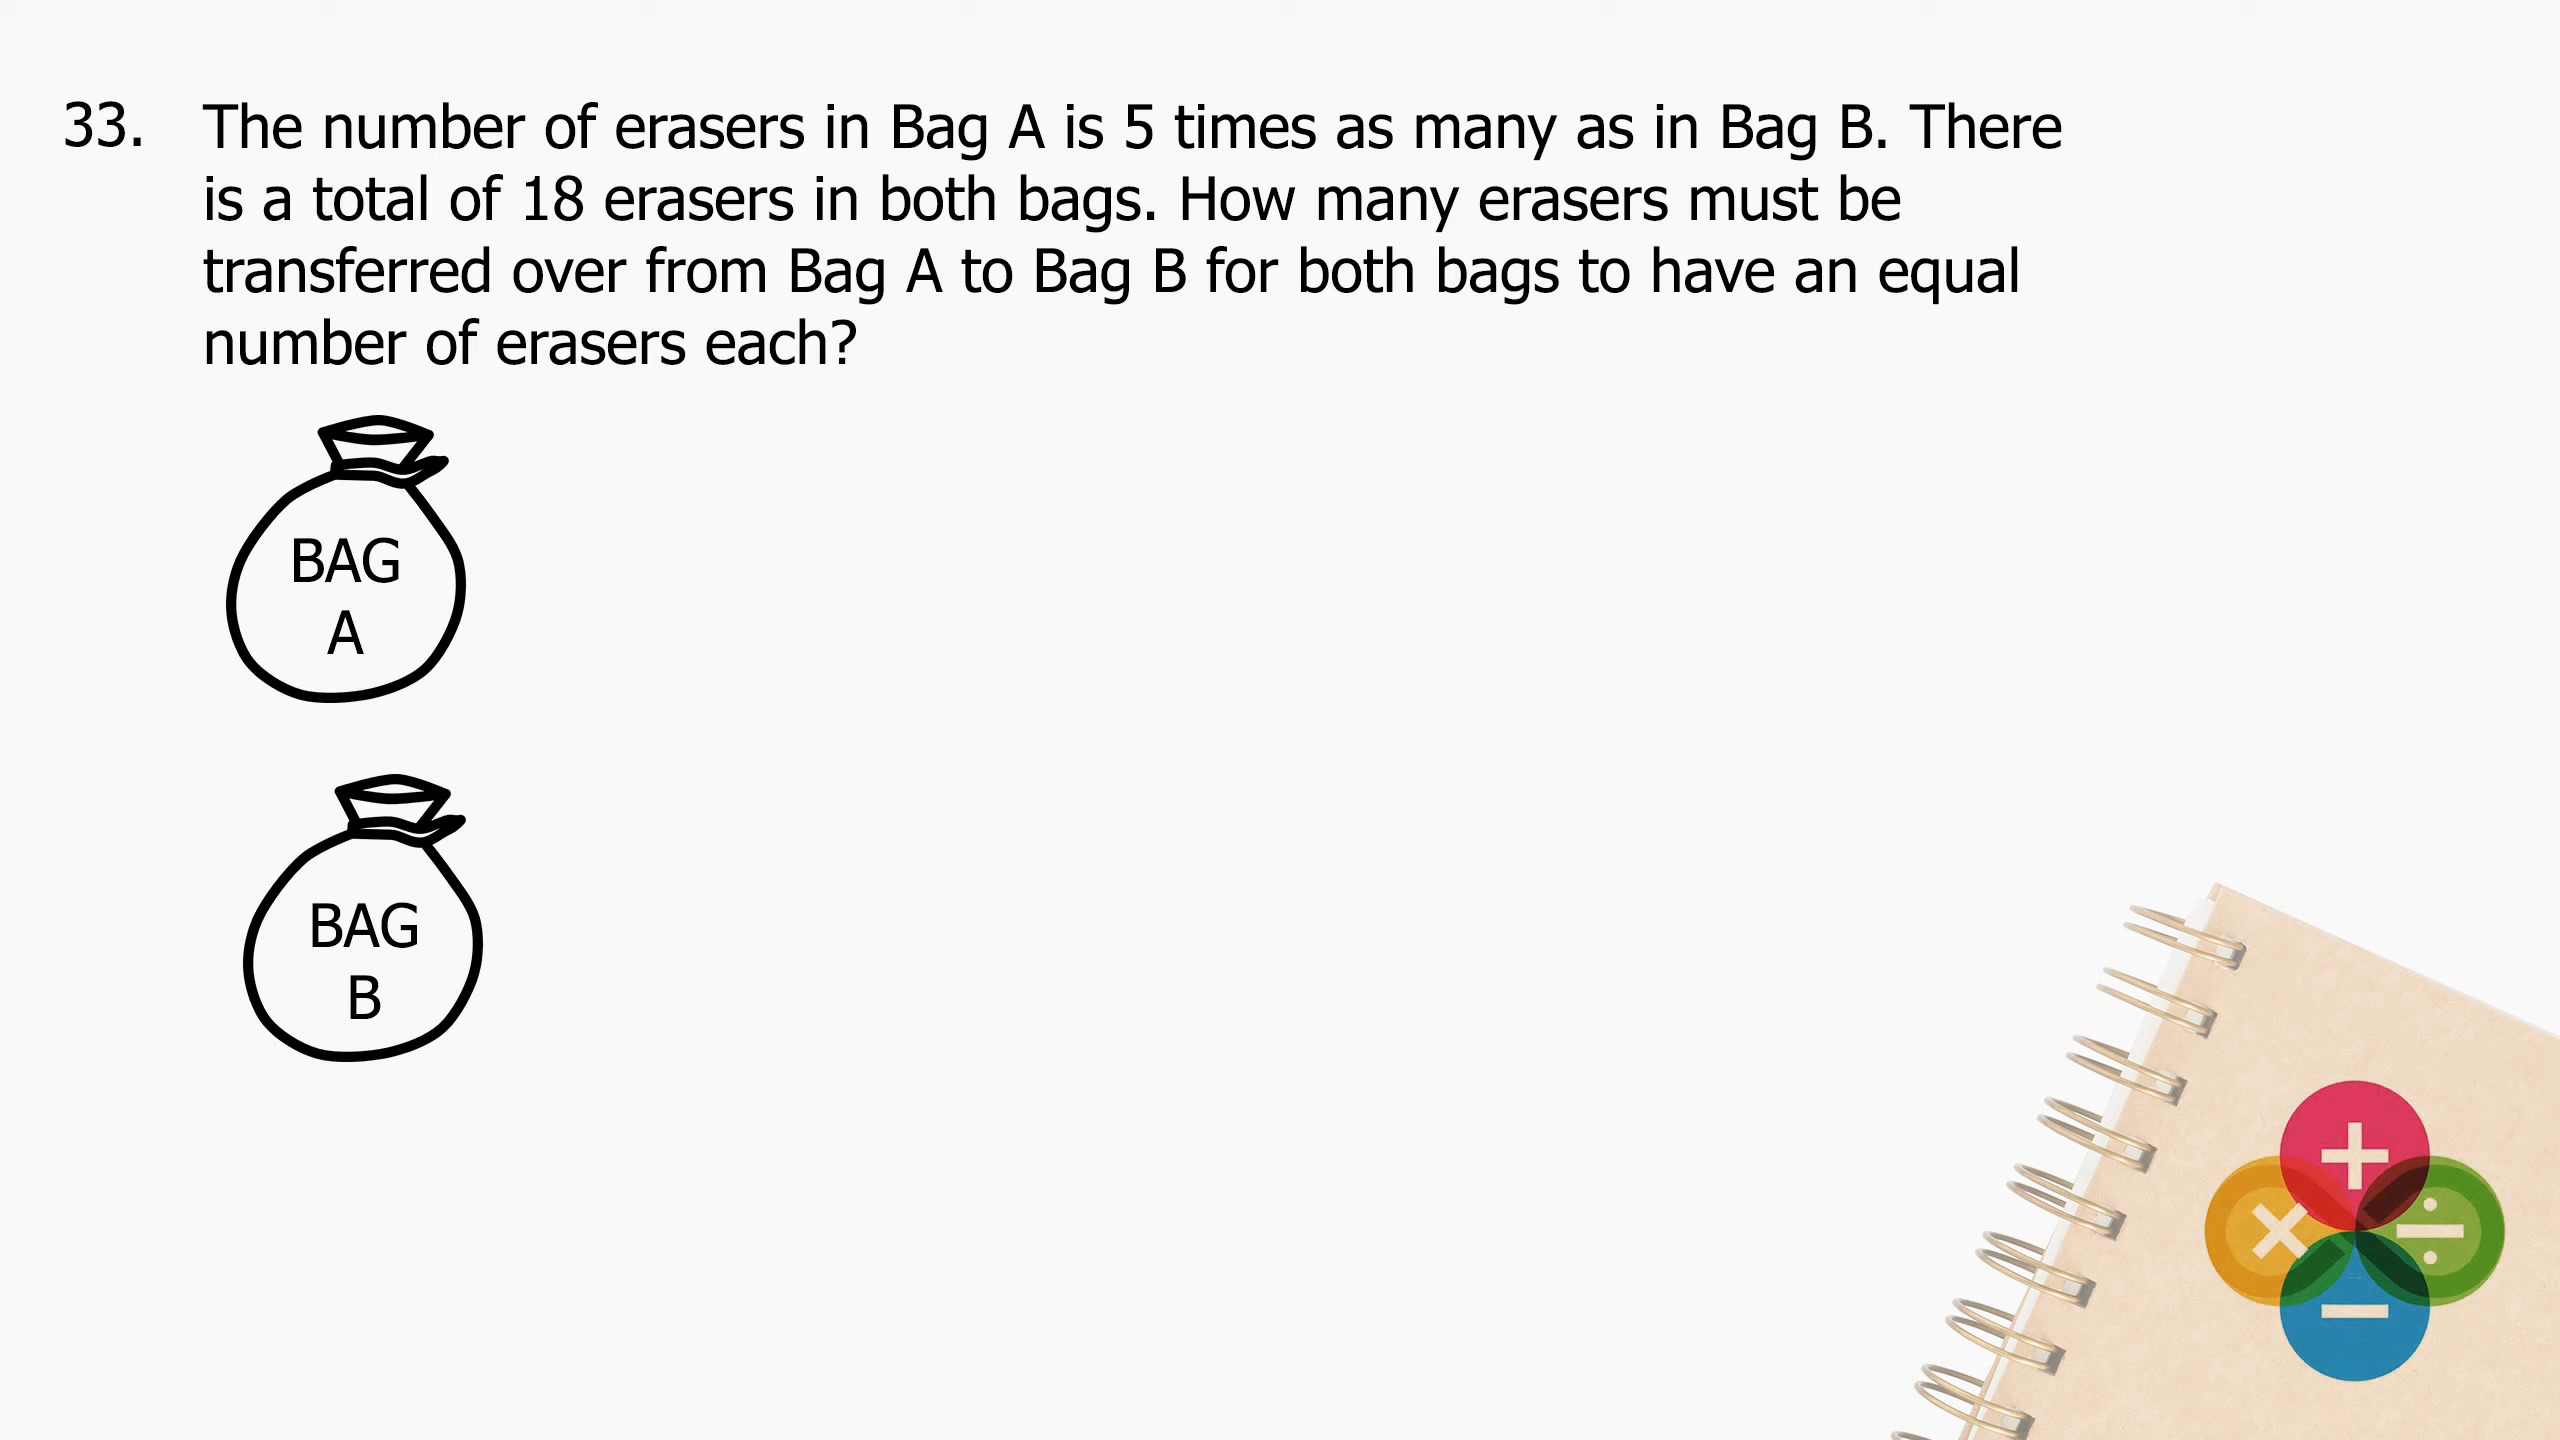 33. The number of erasers in Bag A is 5 times as many as in Bag B. There
is a total of 18 erasers in both bags. How many erasers must be
transferred over from Bag A to Bag B for both bags to have an equal
number of erasers each?
BAG
A
BAG
B
+
× ÷
−